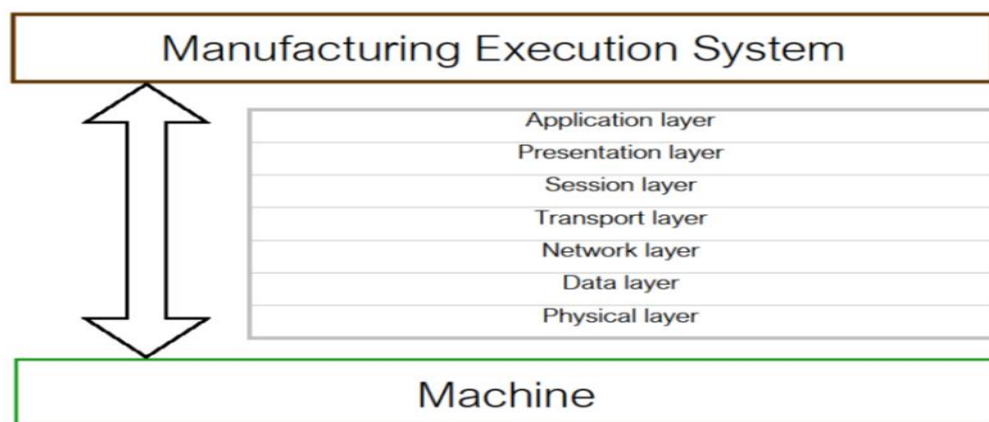 Manufacturing Execution System
Application layer
Presentation layer
Session layer
Transport layer
Network layer
Data layer
Physical layer
Machine